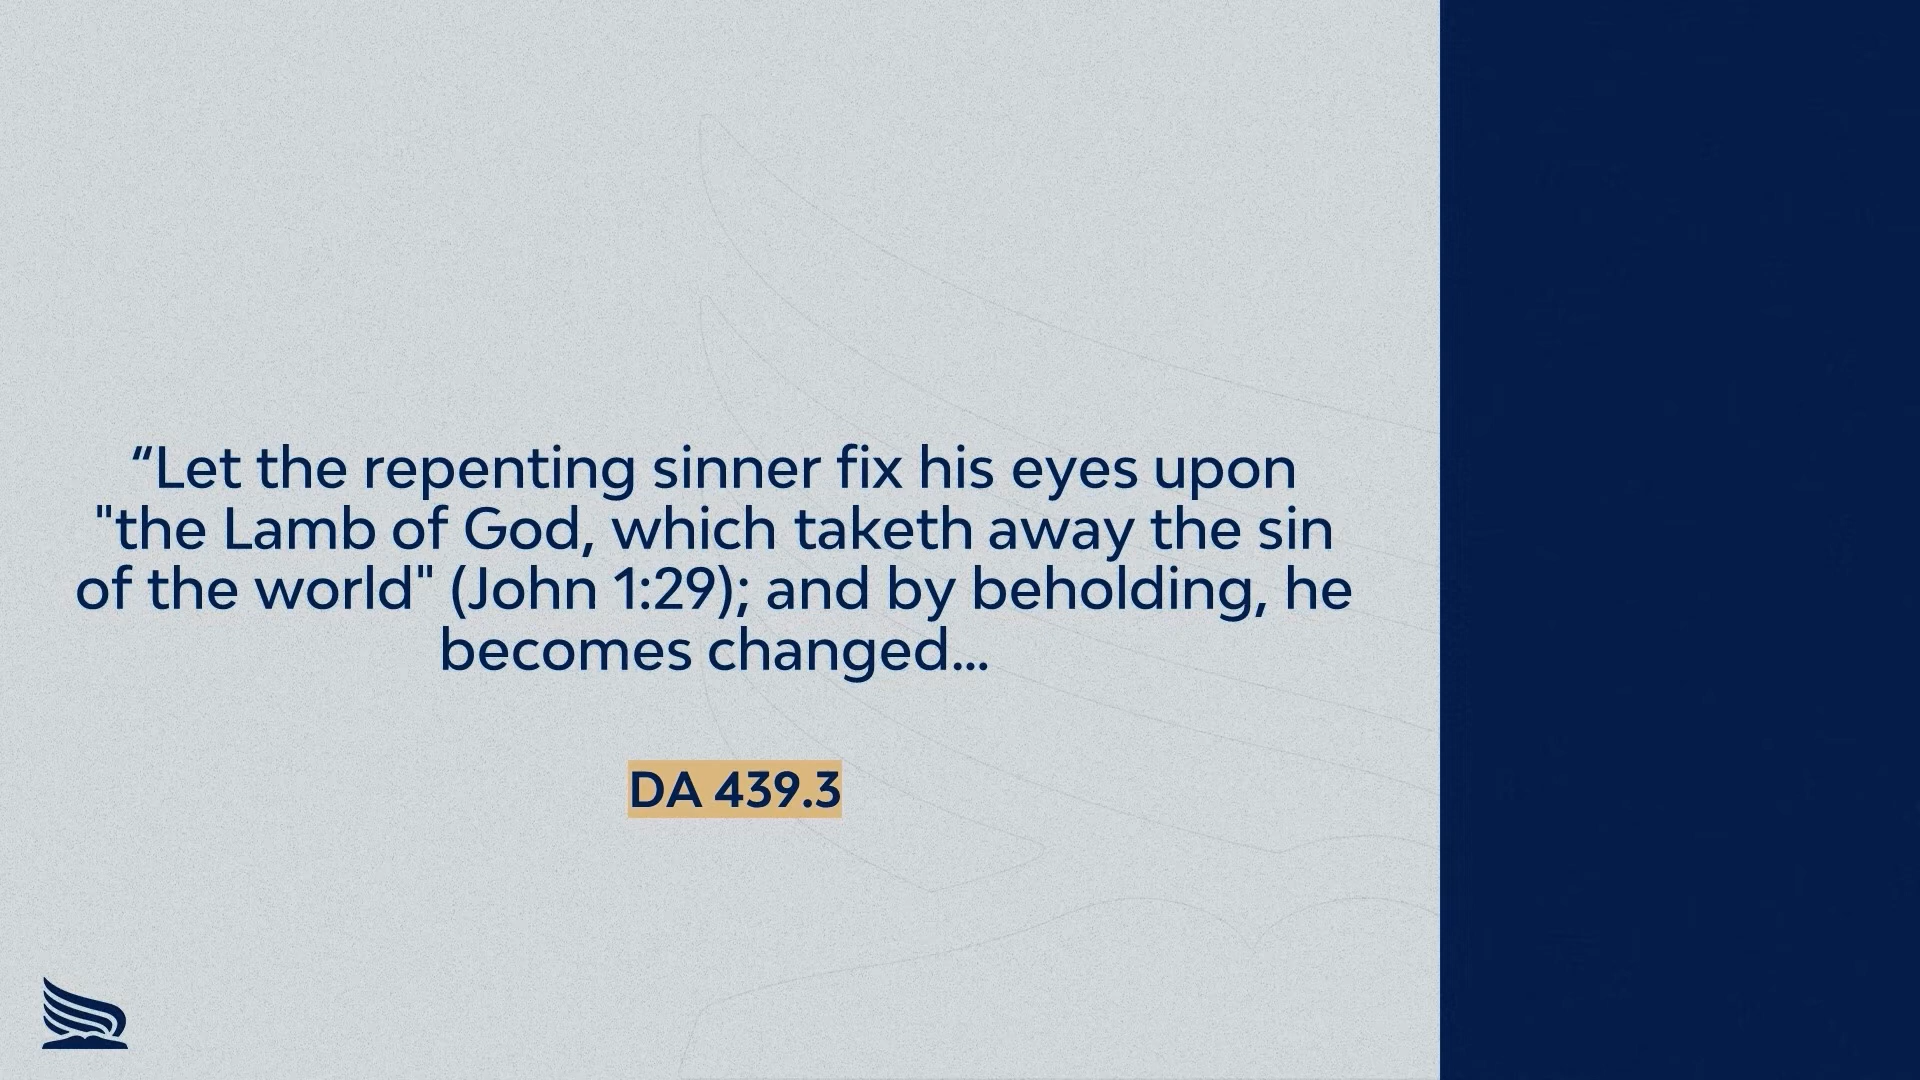 “Let the repenting sinner fix his eyes upon
"the Lamb of God, which taketh away the sin
of the world" (John 1:29); and by beholding, he
becomes changed...
DA 439.3